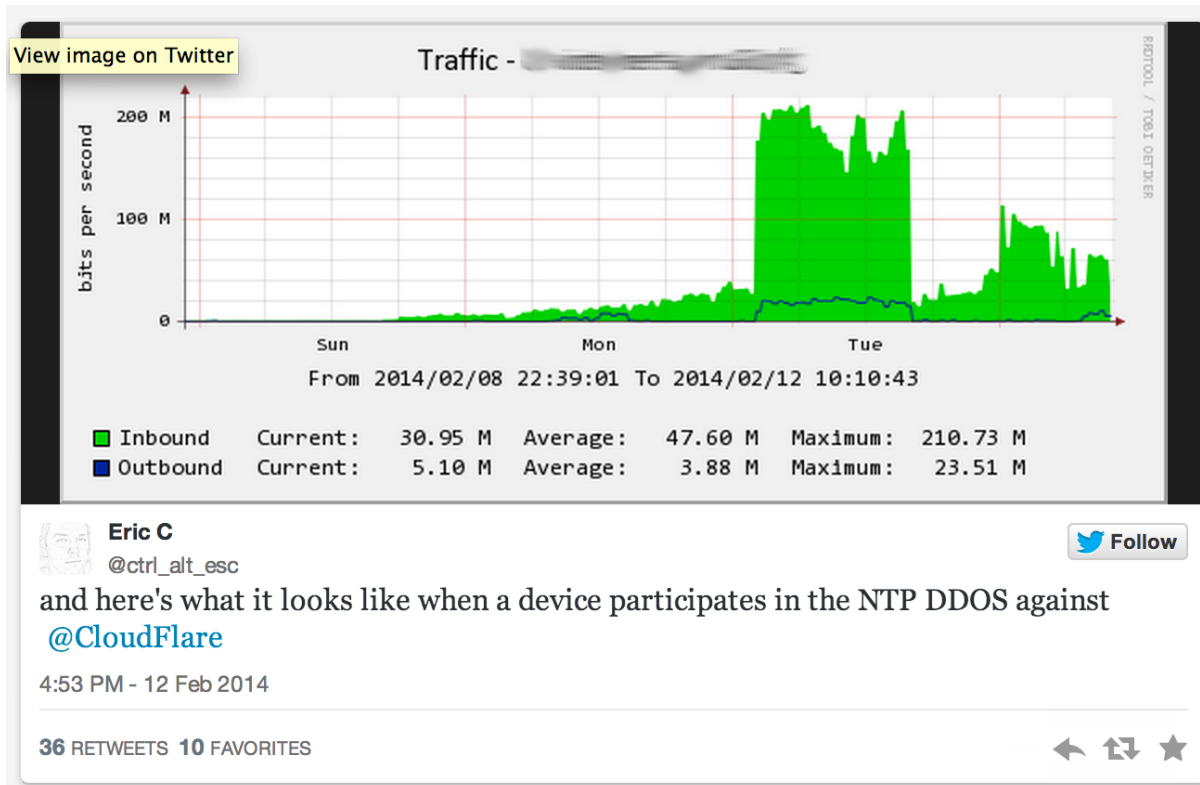 View image on Twitter
Traffic -
RRDTOOL / TOBI OETIKER
bits per second
200 M
100 M
0
Sun Mon Tue
From 2014/02/08 22:39:01 To 2014/02/12 10:10:43
Inbound Current: 30.95 M Average: 47.60 M Maximum: 210.73 M
Outbound Current: 5.10 M Average: 3.88 M Maximum: 23.51 M
Eric C
@ctrl_alt_esc
Follow
and here's what it looks like when a device participates in the NTP DDOS against
@CloudFlare
4:53 PM - 12 Feb 2014
36 RETWEETS 10 FAVORITES